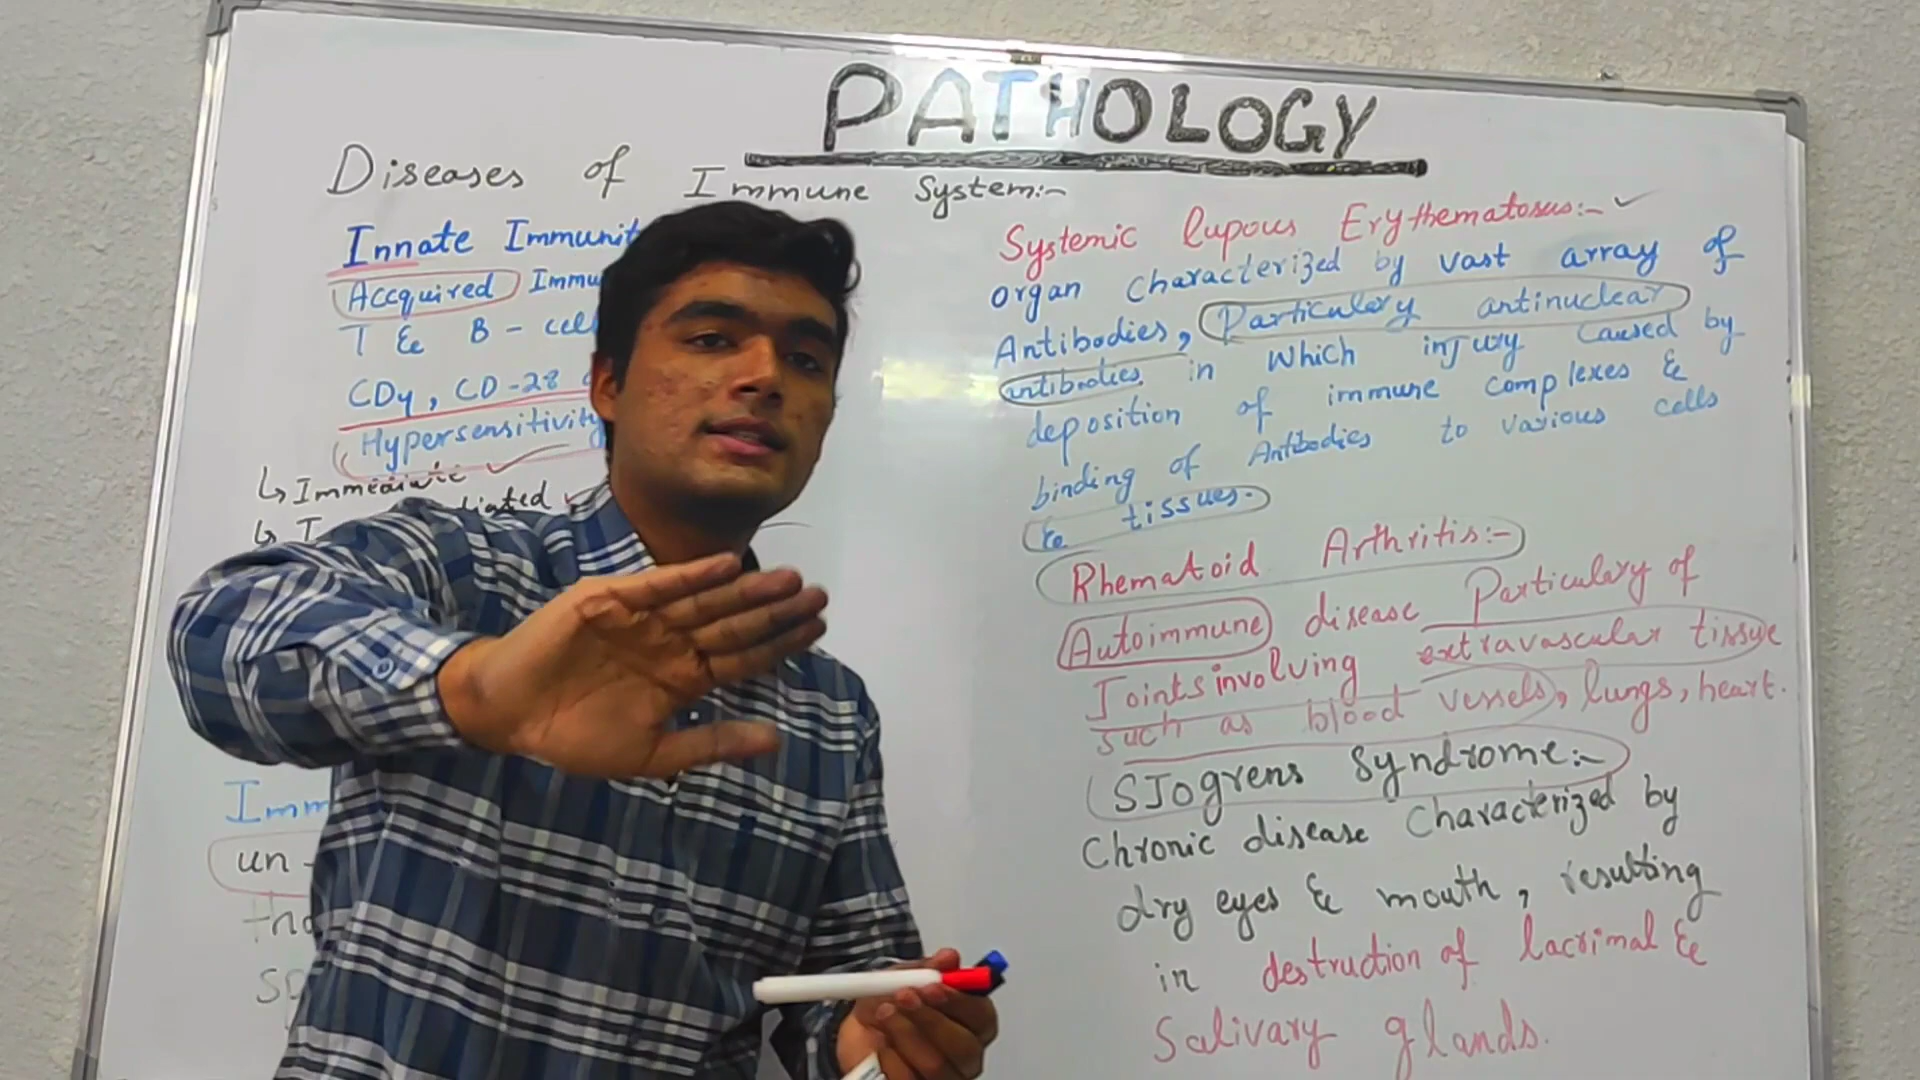 PATHOLOGY
Diseases of Immune System:-
Innate Immunit
Accquired Immu
T & B - cel
CD4, CD-28
Hypersensitivity
↳ Immediate
↳ I diated
Imm
un -
tha
Systemic lupous Erythematosus:-
organ characterized by vast array of
Antibodies, Particulary antinuclear
antibodies in which injury caused by
deposition of immune complexes &
binding of Antibodies to various cells
& tissues.
Rhematoid Arthritis:-
Autoimmune disease Particulary of
Joints involving extravascular tissue
such as blood vessels, lungs, heart.
SJogrens Syndrome:-
Chronic disease Characterized by
dry eyes & mouth, resulting
in destruction of lacrimal &
Salivary glands.